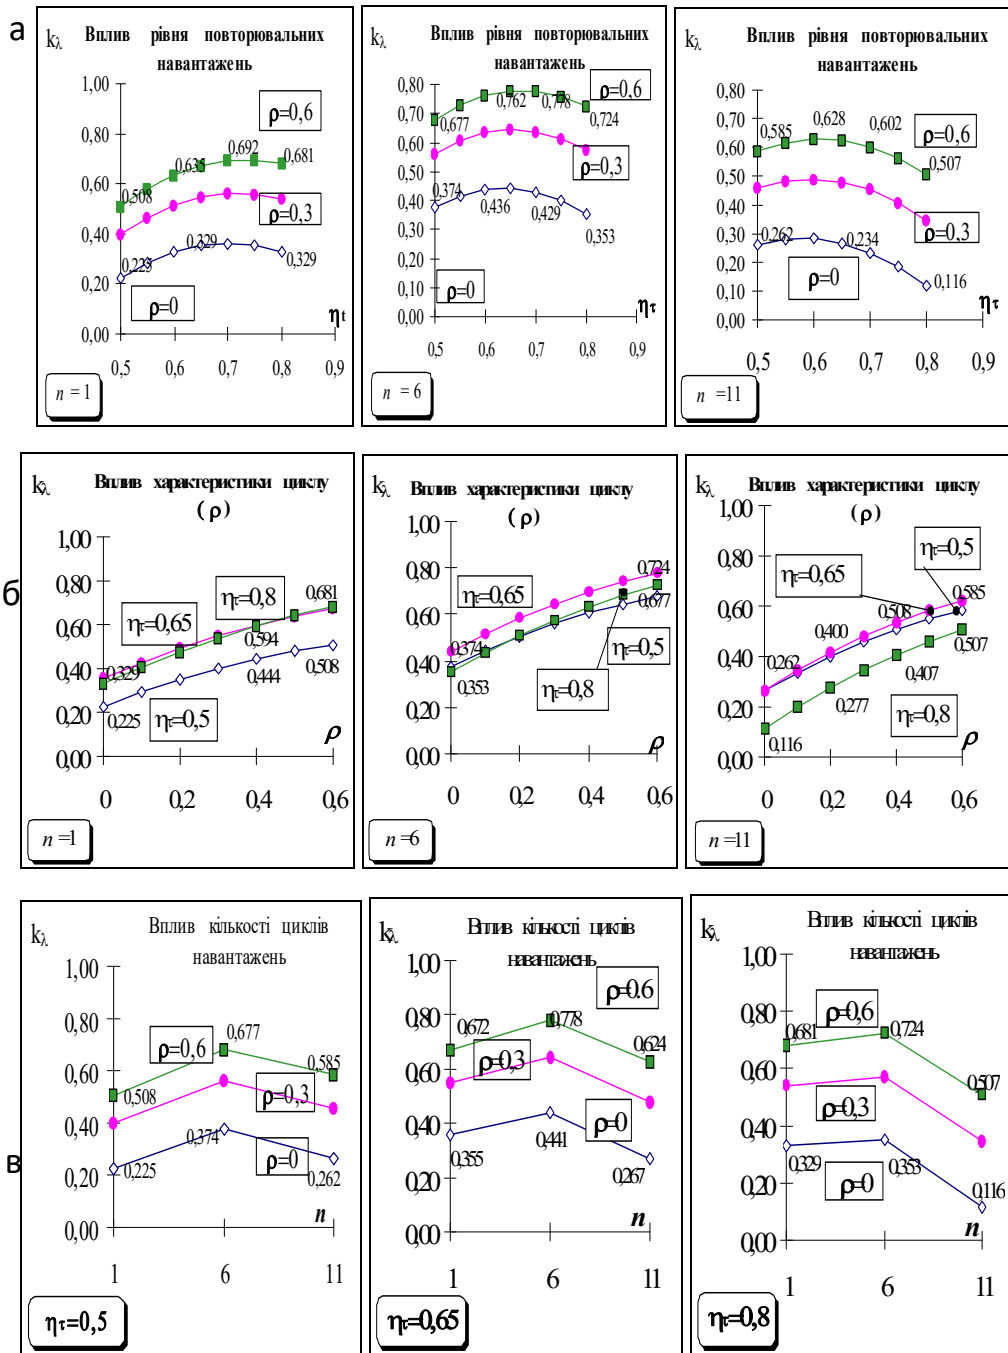 а
kλ
Вплив рівня повторювальних
навантажень
1,00
0,80
0,60
0,40
0,20
0,00
ρ=0,6
0,508
0,635
0,692
0,681
ρ=0,3
0,225
0,329
0,329
ρ=0
ηt
0,5 0,6 0,7 0,8 0,9
n = 1
kλ
Вплив рівня повторювальних
навантажень
0,80
0,70
0,60
0,50
0,40
0,30
0,20
0,10
0,00
ρ=0,6
0,677
0,762
0,778
0,724
ρ=0,3
0,374
0,436
0,429
0,353
ρ=0
ητ
0,5 0,6 0,7 0,8 0,9
n = 6
kλ
Вплив рівня повторювальних
навантажень
0,80
0,70
0,60
0,50
0,40
0,30
0,20
0,10
0,00
0,585
0,628
0,602
0,507
ρ=0,6
ρ=0,3
0,262
0,234
0,116
ρ=0
ητ
0,5 0,6 0,7 0,8 0,9
n =11
б
kλ
Вплив характеристики циклу
(ρ)
1,00
0,80
0,60
0,40
0,20
0,00
ητ=0,65
ητ=0,8
0,681
0,329
0,594
0,444
0,508
0,225
ητ=0,5
ρ
0 0,2 0,4 0,6
n =1
kλ
Вплив характеристики циклу
(ρ)
1,00
0,80
0,60
0,40
0,20
0,00
ητ=0,65
0,724
0,677
0,374
0,353
ητ=0,5
ητ=0,8
ρ
0 0,2 0,4 0,6
n=6
kλ
Вплив характеристики циклу
(ρ)
1,00
0,80
0,60
0,40
0,20
0,00
ητ=0,5
ητ=0,65
0,585
0,508
0,400
0,262
0,507
0,407
0,277
0,116
ητ=0,8
ρ
0 0,2 0,4 0,6
n =11
в
kλ
Вплив кількості циклів
навантажень
1,00
0,80
0,60
0,40
0,20
0,00
0,677
ρ=0,6
0,585
0,508
ρ=0,3
0,374
0,225
ρ=0
0,262
n
1 6 11
ητ=0,5
kλ
Вплив кількості циклів
навантажень
1,00
0,80
0,60
0,40
0,20
0,00
ρ=0.6
0,672
0,778
0,624
ρ=0,3
ρ=0
0,355
0,441
0,267
n
1 6 11
ητ=0,65
kλ
Вплив кількості циклів
навантажень
1,00
0,80
0,60
0,40
0,20
0,00
ρ=0,6
0,681
0,724
0,507
ρ=0,3
0,329
0,353
ρ=0
0,116
n
1 6 11
ητ=0,8